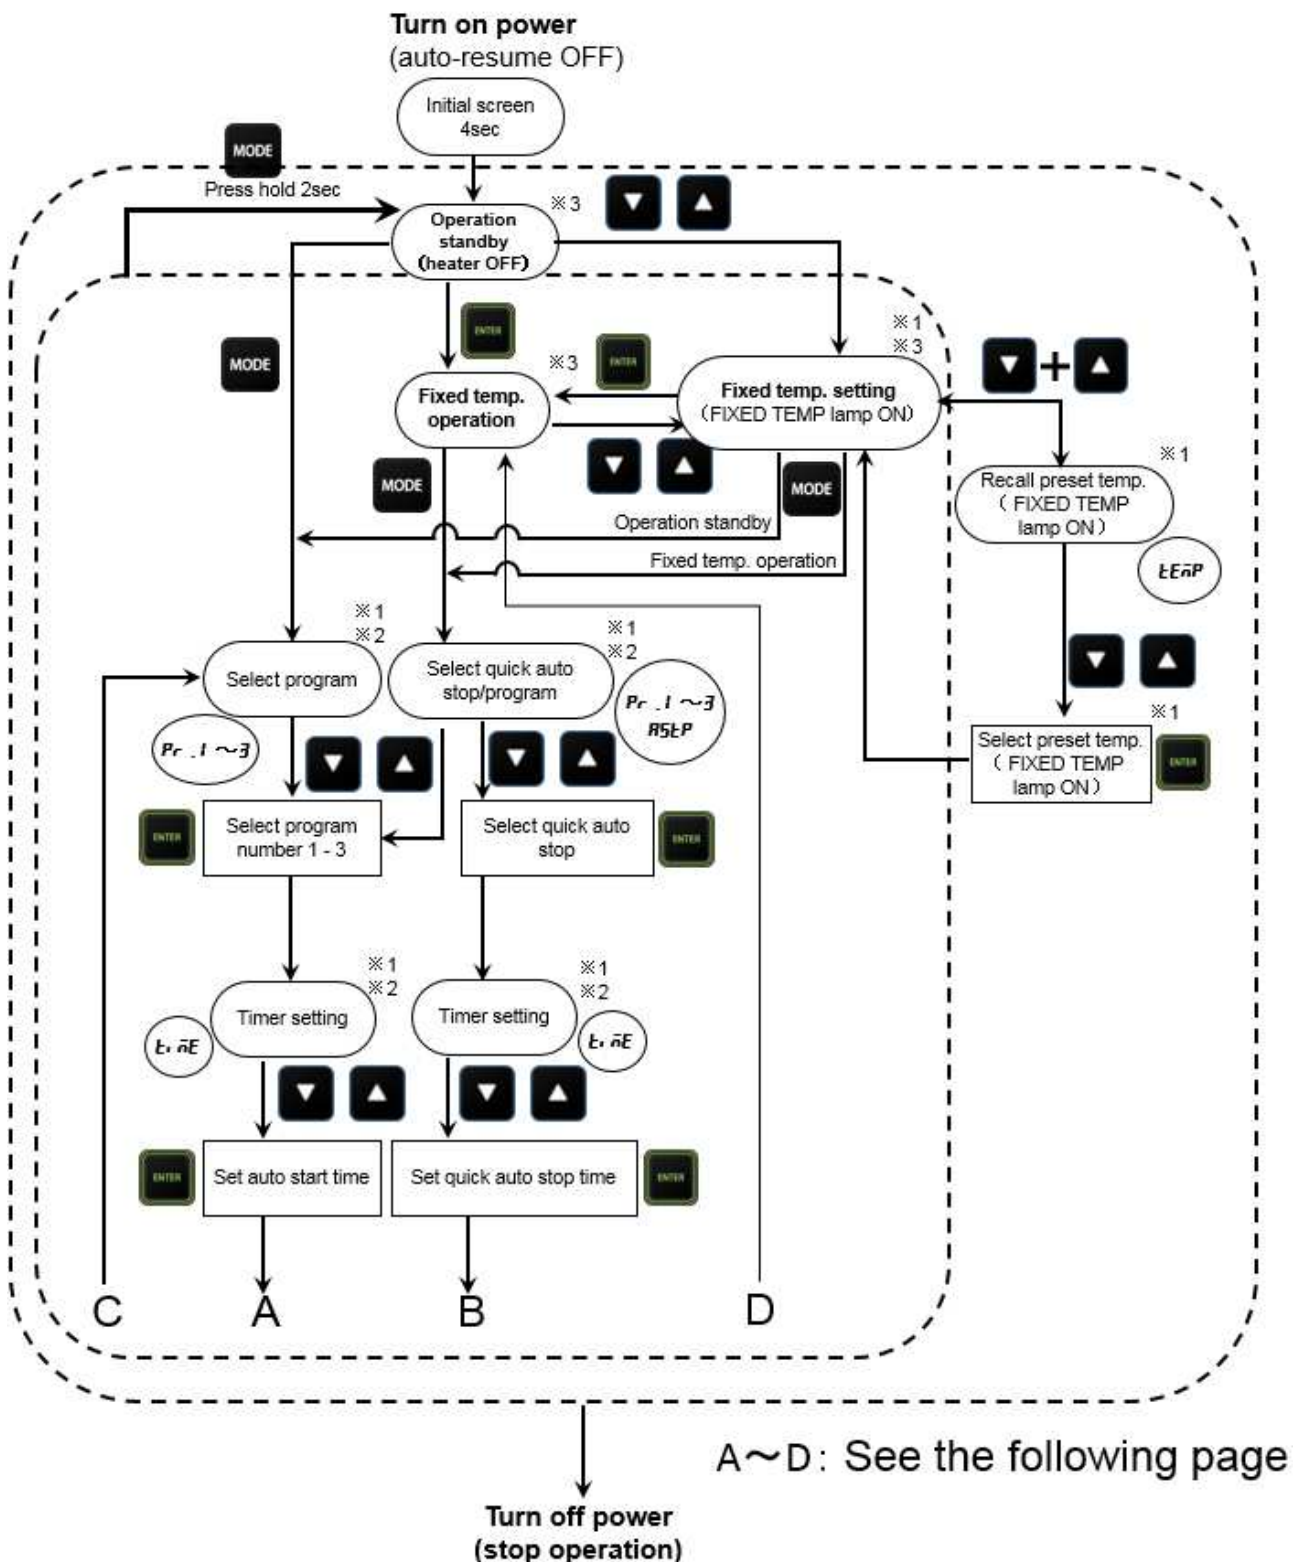 Turn on power
(auto-resume OFF)
Initial screen
4sec
MODE
Press hold 2sec
※3
Operation
standby
(heater OFF)
ENTER
MODE
※1
※3
※3
ENTER
Fixed temp.
operation
Fixed temp. setting
(FIXED TEMP lamp ON)
+
※1
MODE
MODE
Recall preset temp.
( FIXED TEMP
lamp ON )
Operation standby
Fixed temp. operation
tEmP
※1
※2
※1
※2
Select program
Select quick auto
stop/program
Pr .1 ~3
AStP
Pr .1 ~3
※1
Select preset temp.
( FIXED TEMP
lamp ON )
ENTER
ENTER
Select program
number 1 - 3
Select quick auto
stop
ENTER
※1
※2
※1
※2
Timer setting
Timer setting
timE
timE
ENTER
Set auto start time
Set quick auto stop time
ENTER
C
A
B
D
A～D: See the following page
Turn off power
(stop operation)